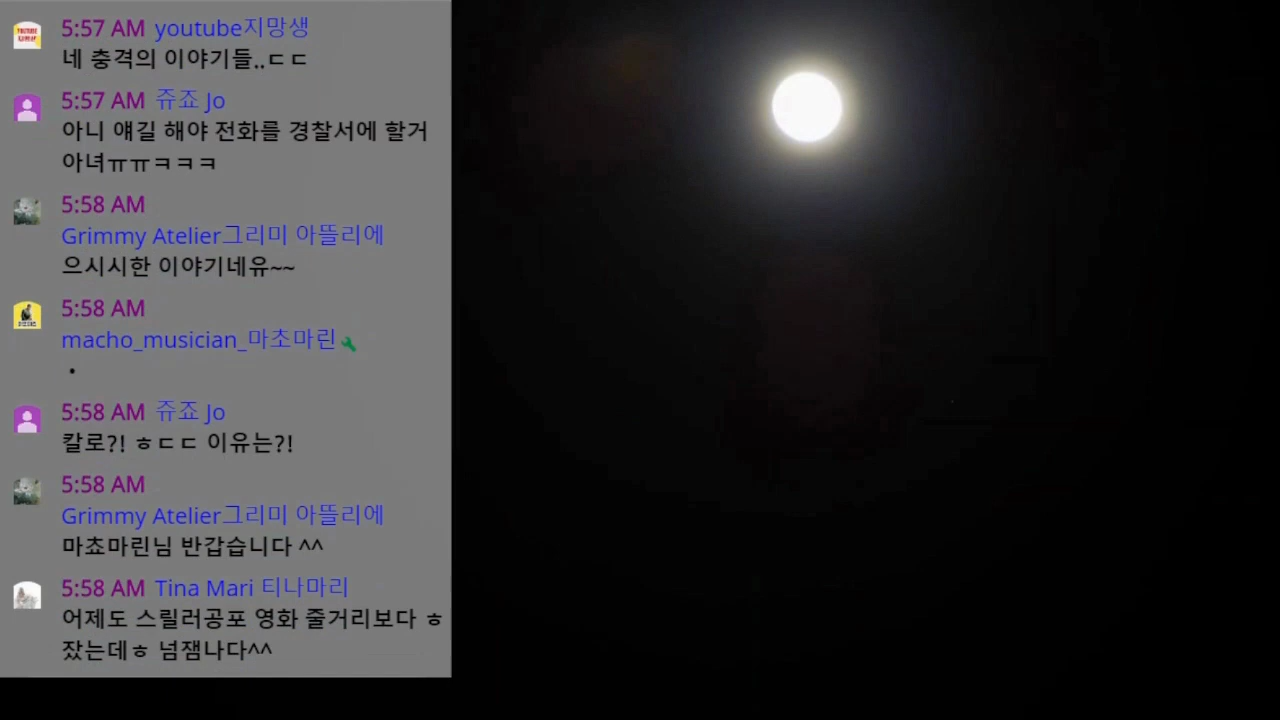 5:57 AM youtube지망생
네 충격의 이야기들..ㄷㄷ
5:57 AM 쥬죠 Jo
아니 얘길 해야 전화를 경찰서에 할거
아녀ㅠㅠㅋㅋㅋ
5:58 AM
Grimmy Atelier그리미 아뜰리에
으시시한 이야기네유~~
5:58 AM
macho_musician_마초마린
.
5:58 AM 쥬죠 Jo
칼로?! ㅎㄷㄷ 이유는?!
5:58 AM
Grimmy Atelier그리미 아뜰리에
마쵸마린님 반갑습니다 ^^
5:58 AM Tina Mari 티나마리
어제도 스릴러공포 영화 줄거리보다 ㅎ
잤는데ㅎ 넘잼나다^^